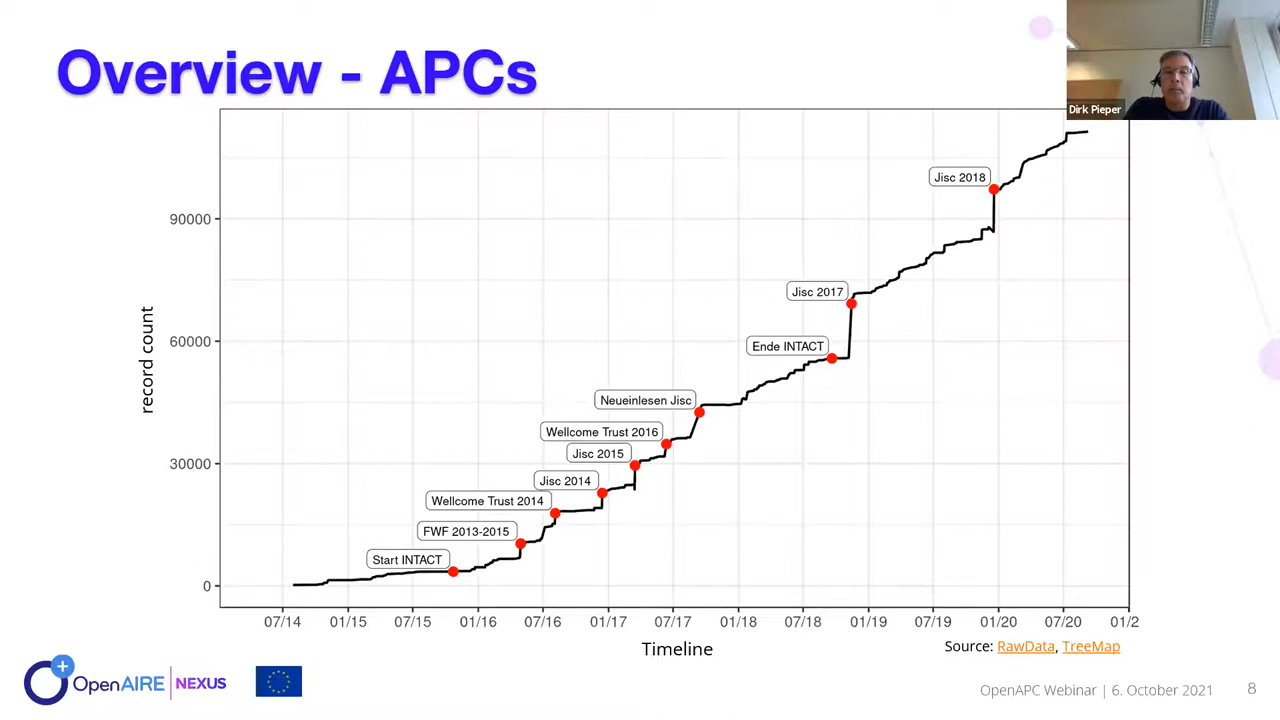 Overview - APCs
Dirk Pieper
Jisc 2018
90000
Jisc 2017
record count
60000
Ende INTACT
Neueinlesen Jisc
Wellcome Trust 2016
Jisc 2015
30000
Jisc 2014
Wellcome Trust 2014
FWF 2013-2015
Start INTACT
0
07/14 01/15 07/15 01/16 07/16 01/17 07/17 01/18 07/18 01/19 07/19 01/20 07/20 01/2
Timeline
Source: RawData, TreeMap
OpenAIRE | NEXUS
OpenAPC Webinar | 6. October 2021 8